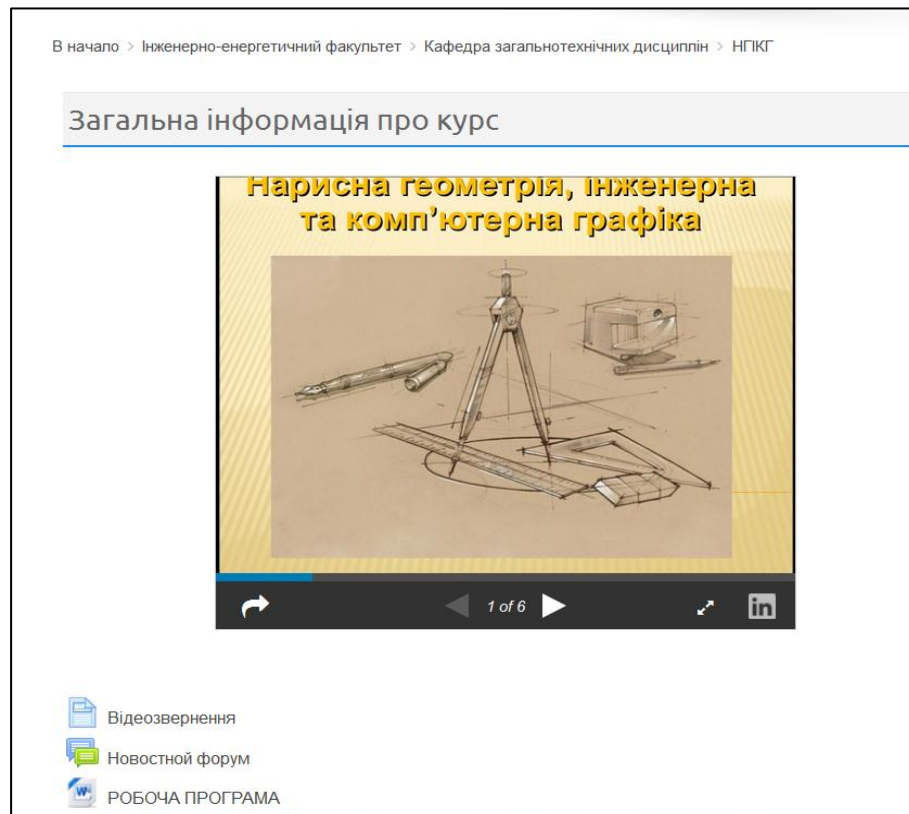 В начало > Інженерно-енергетичний факультет > Кафедра загальнотехнічних дисциплін > НГІКГ
Загальна інформація про курс
Нарисна геометрія, інженерна
та комп’ютерна графіка
1 of 6
in
Відеозвернення
Новостной форум
РОБОЧА ПРОГРАМА